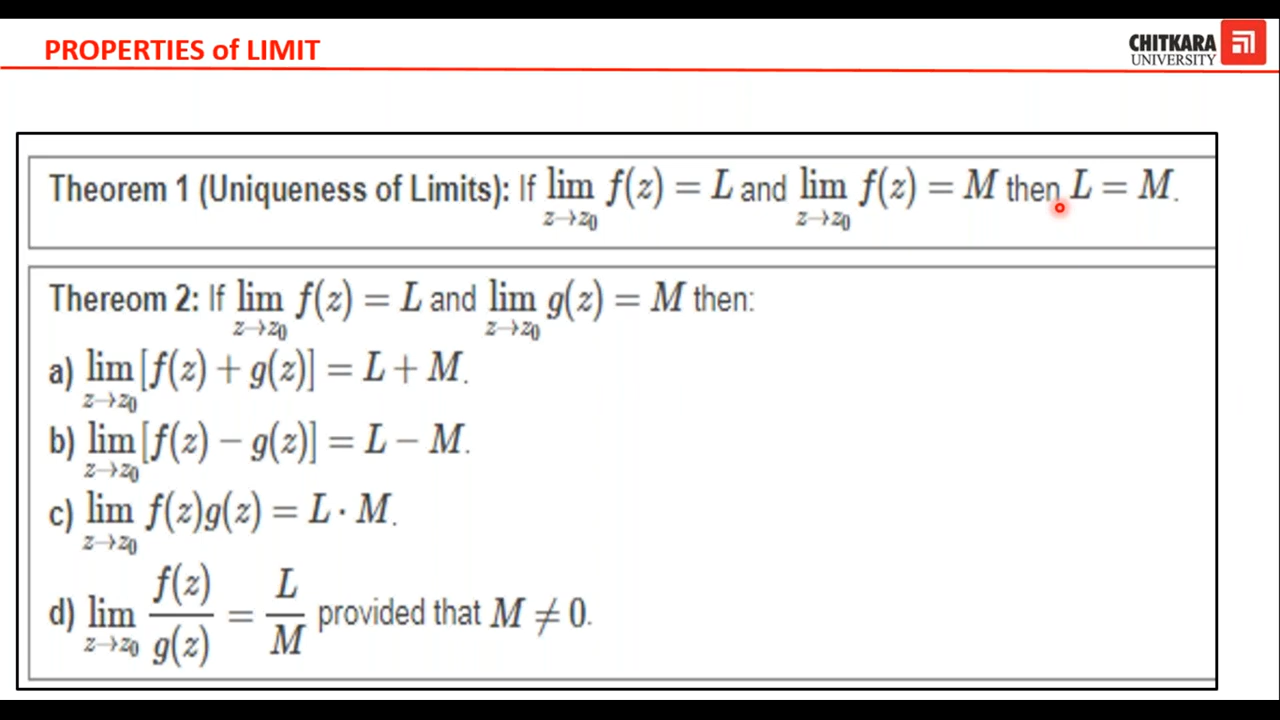 PROPERTIES of LIMIT
CHITKARA
UNIVERSITY
Theorem 1 (Uniqueness of Limits): If lim_{z→z₀} f(z) = L and lim_{z→z₀} f(z) = M then L = M.
Thereom 2: If lim_{z→z₀} f(z) = L and lim_{z→z₀} g(z) = M then:
a) lim_{z→z₀} [f(z) + g(z)] = L + M.
b) lim_{z→z₀} [f(z) − g(z)] = L − M.
c) lim_{z→z₀} f(z)g(z) = L · M.
d) lim_{z→z₀} f(z)/g(z) = L/M provided that M ≠ 0.